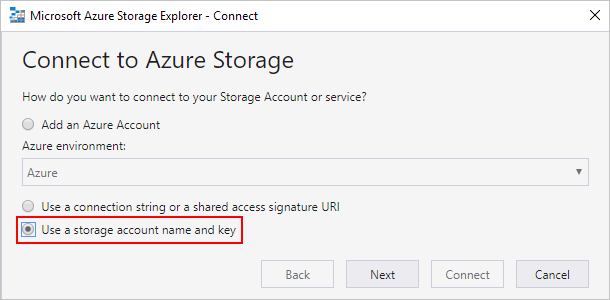 Microsoft Azure Storage Explorer - Connect
Connect to Azure Storage
How do you want to connect to your Storage Account or service?
Add an Azure Account
Azure environment:
Azure
Use a connection string or a shared access signature URI
Use a storage account name and key
Back Next Connect Cancel